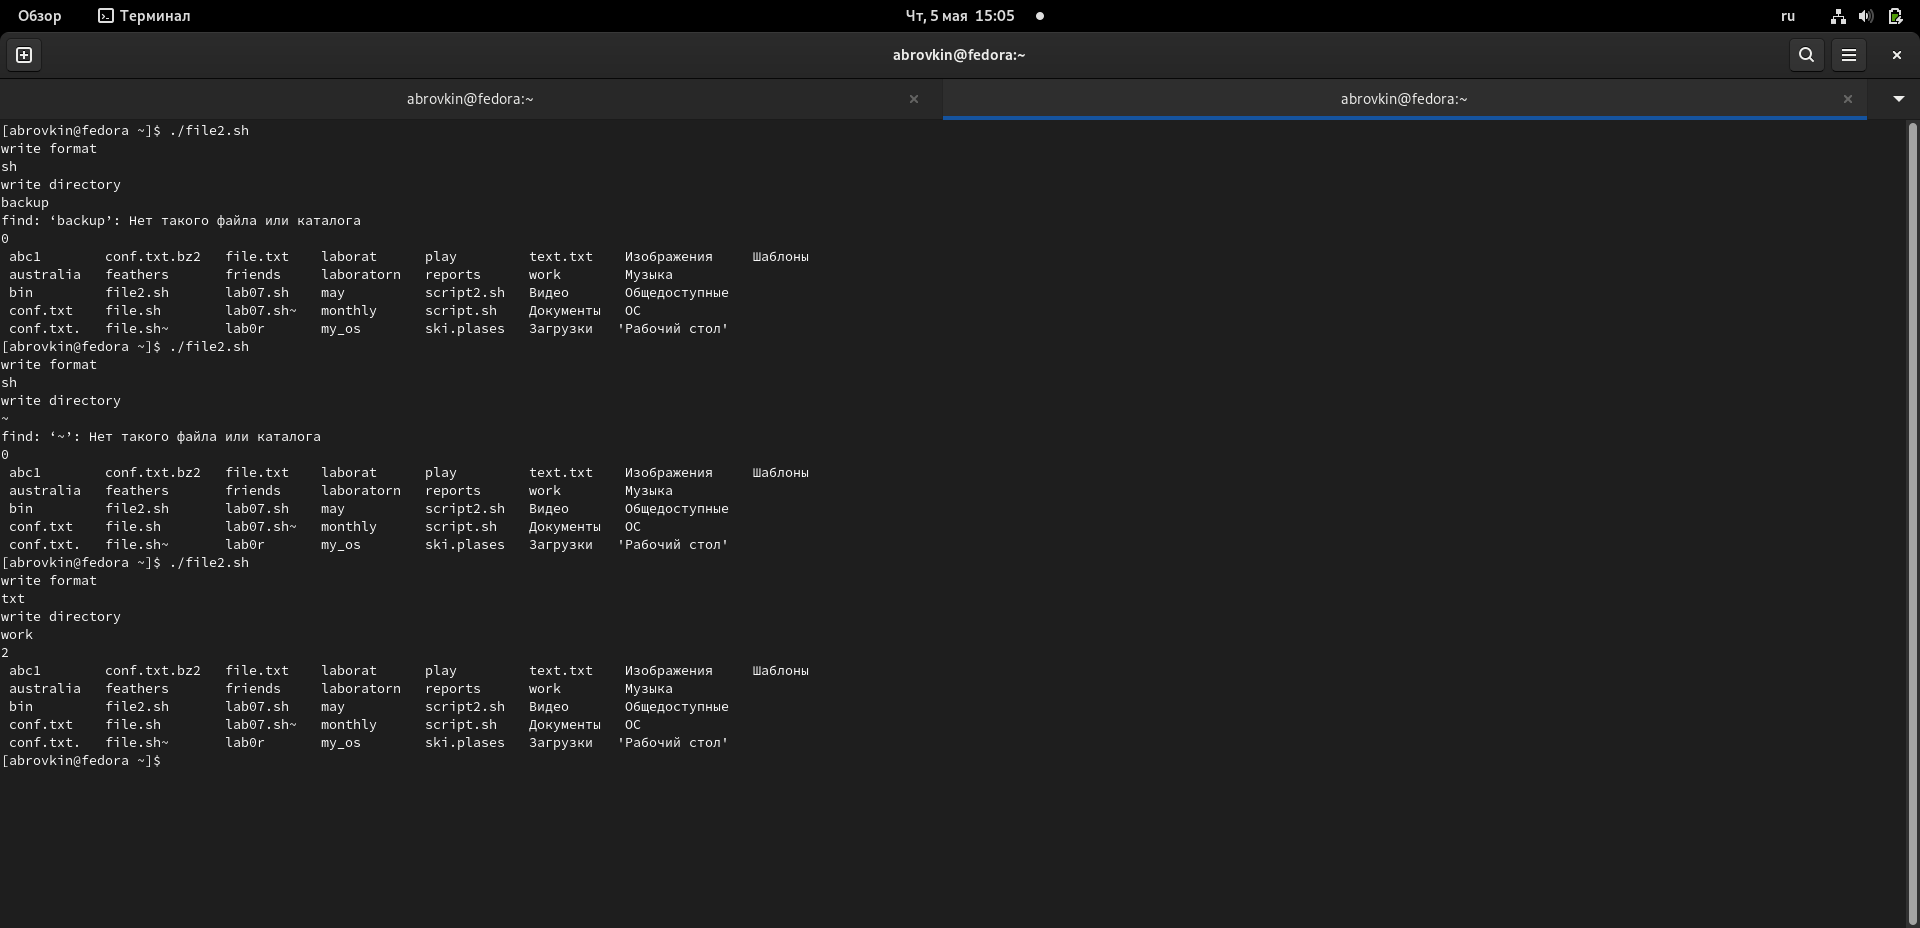 Обзор Терминал Чт, 5 мая 15:05 ru
abrovkin@fedora:~
abrovkin@fedora:~ abrovkin@fedora:~
[abrovkin@fedora ~]$ ./file2.sh
write format
sh
write directory
backup
find: ‘backup’: Нет такого файла или каталога
0
abc1 conf.txt.bz2 file.txt laborat play text.txt Изображения Шаблоны
australia feathers friends laboratorn reports work Музыка
bin file2.sh lab07.sh may script2.sh Видео Общедоступные
conf.txt file.sh lab07.sh~ monthly script.sh Документы ОС
conf.txt. file.sh~ lab0r my_os ski.plases Загрузки 'Рабочий стол'
[abrovkin@fedora ~]$ ./file2.sh
write format
sh
write directory
~
find: ‘~’: Нет такого файла или каталога
0
abc1 conf.txt.bz2 file.txt laborat play text.txt Изображения Шаблоны
australia feathers friends laboratorn reports work Музыка
bin file2.sh lab07.sh may script2.sh Видео Общедоступные
conf.txt file.sh lab07.sh~ monthly script.sh Документы ОС
conf.txt. file.sh~ lab0r my_os ski.plases Загрузки 'Рабочий стол'
[abrovkin@fedora ~]$ ./file2.sh
write format
txt
write directory
work
2
abc1 conf.txt.bz2 file.txt laborat play text.txt Изображения Шаблоны
australia feathers friends laboratorn reports work Музыка
bin file2.sh lab07.sh may script2.sh Видео Общедоступные
conf.txt file.sh lab07.sh~ monthly script.sh Документы ОС
conf.txt. file.sh~ lab0r my_os ski.plases Загрузки 'Рабочий стол'
[abrovkin@fedora ~]$